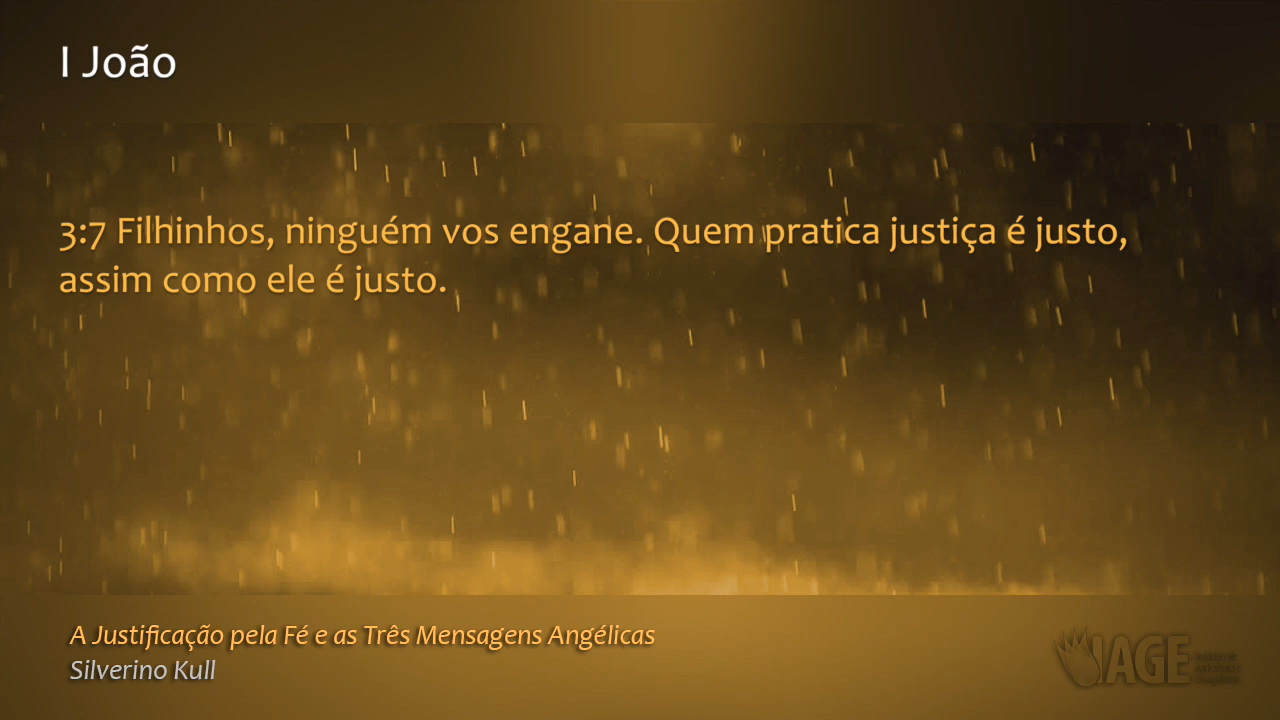 I João
3:7 Filhinhos, ninguém vos engane. Quem pratica justiça é justo,
assim como ele é justo.
A Justificação pela Fé e as Três Mensagens Angélicas
Silverino Kull
IAGE